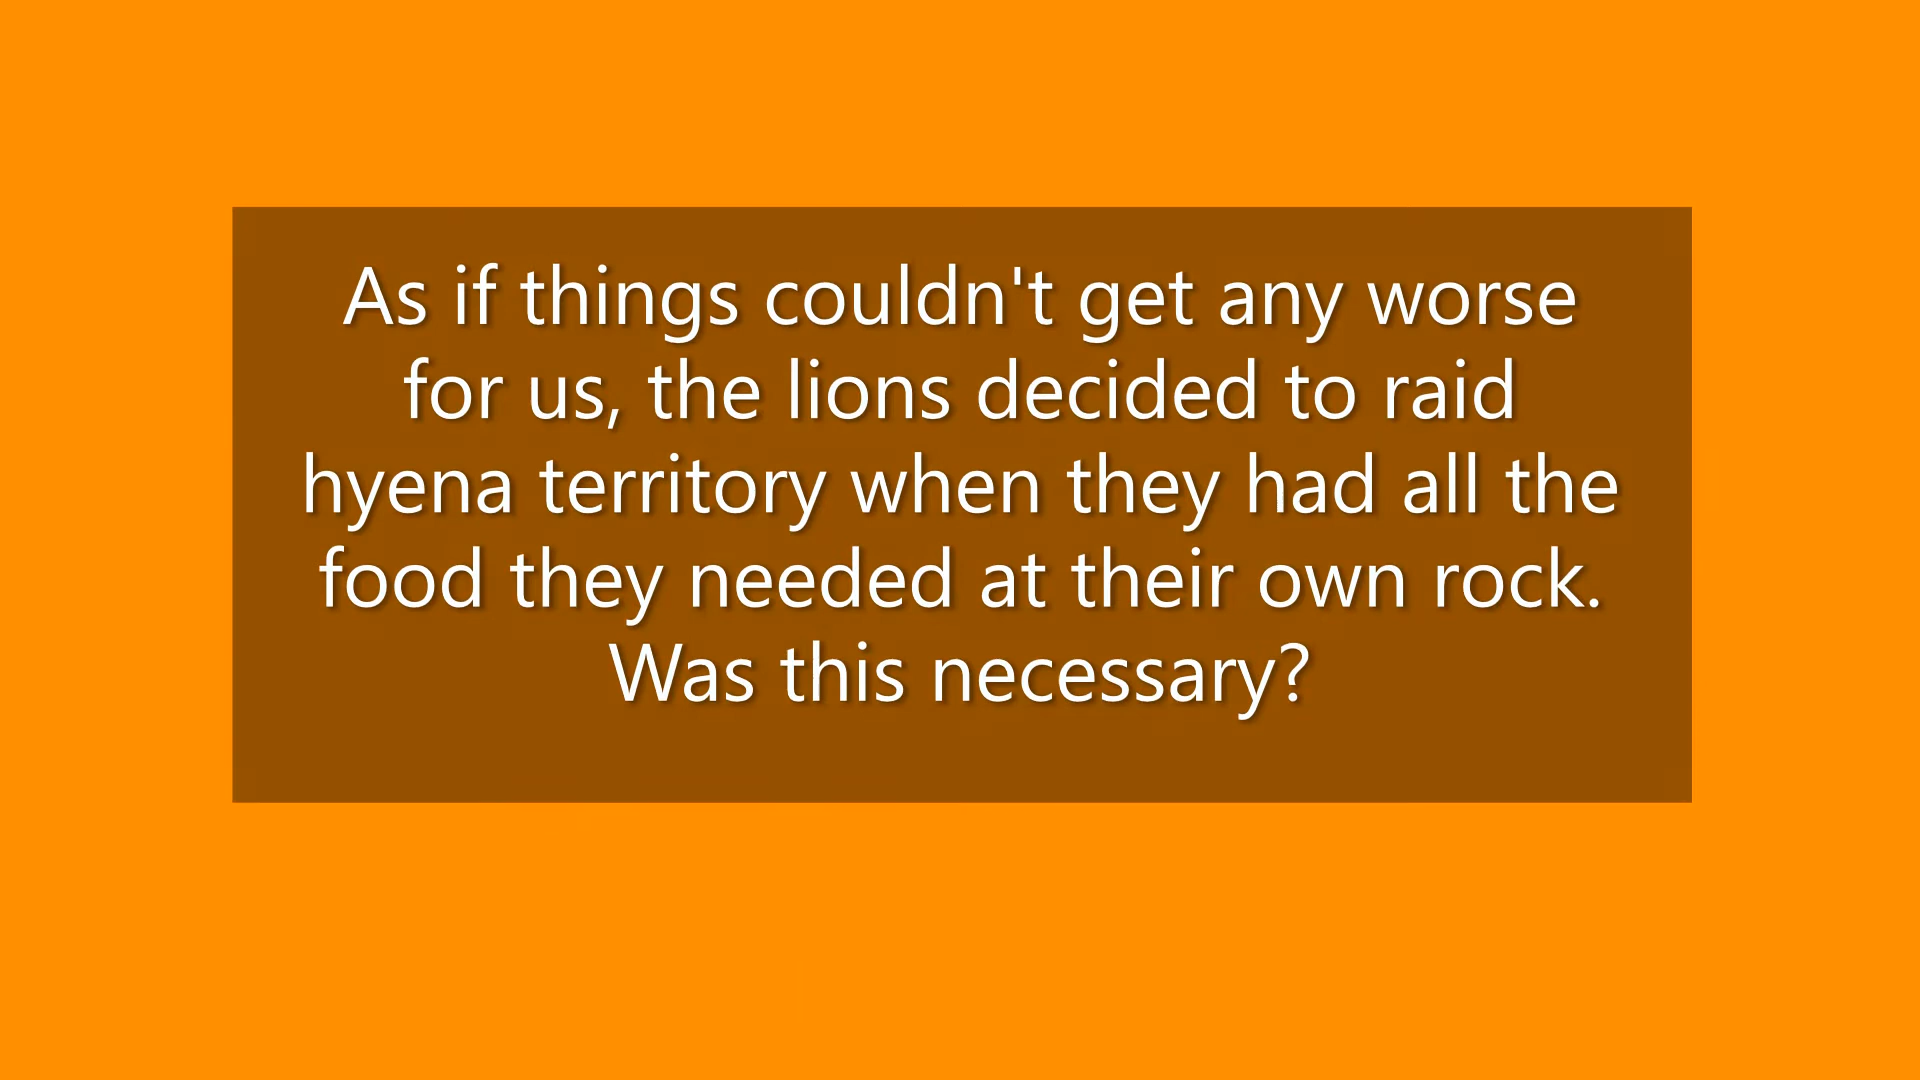 As if things couldn't get any worse
for us, the lions decided to raid
hyena territory when they had all the
food they needed at their own rock.
Was this necessary?